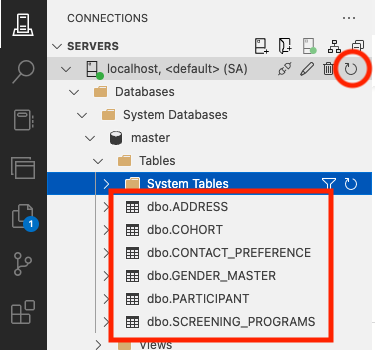 CONNECTIONS
SERVERS
localhost, <default> (SA)
Databases
System Databases
master
Tables
System Tables
dbo.ADDRESS
dbo.COHORT
dbo.CONTACT_PREFERENCE
dbo.GENDER_MASTER
dbo.PARTICIPANT
dbo.SCREENING_PROGRAMS
Views
1